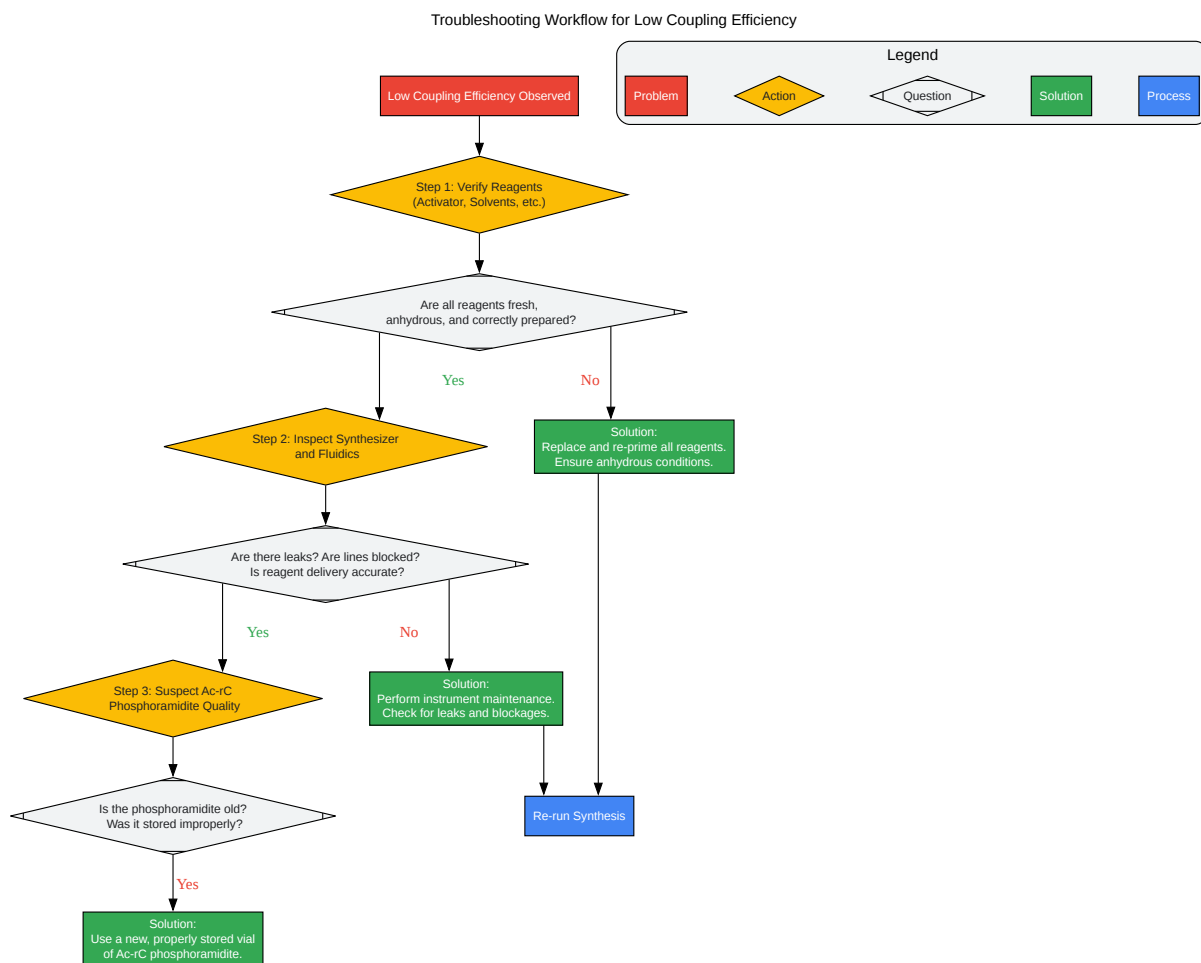 Troubleshooting Workflow for Low Coupling Efficiency
Legend
Problem
Action
Question
Solution
Process
Low Coupling Efficiency Observed
Step 1: Verify Reagents
(Activator, Solvents, etc.)
Are all reagents fresh,
anhydrous, and correctly prepared?
Yes
No
Step 2: Inspect Synthesizer
and Fluidics
Solution:
Replace and re-prime all reagents.
Ensure anhydrous conditions.
Are there leaks? Are lines blocked?
Is reagent delivery accurate?
Yes
No
Step 3: Suspect Ac-rC
Phosphoramidite Quality
Solution:
Perform instrument maintenance.
Check for leaks and blockages.
Is the phosphoramidite old?
Was it stored improperly?
Re-run Synthesis
Yes
Solution:
Use a new, properly stored vial
of Ac-rC phosphoramidite.